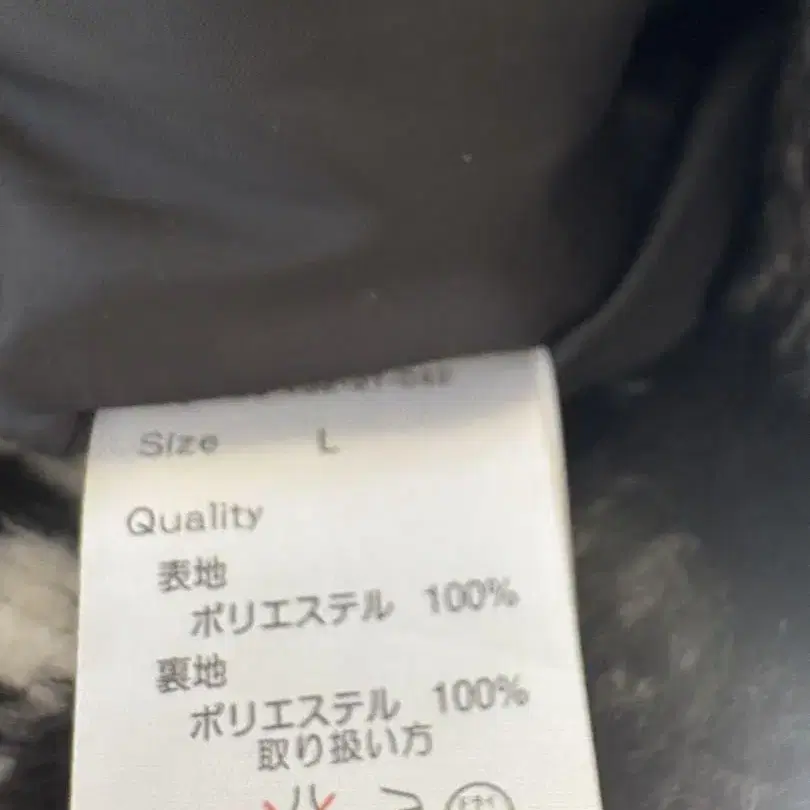 Size L
Quality
表地
ポリエステル 100%
裏地
ポリエステル 100%
取り扱い方